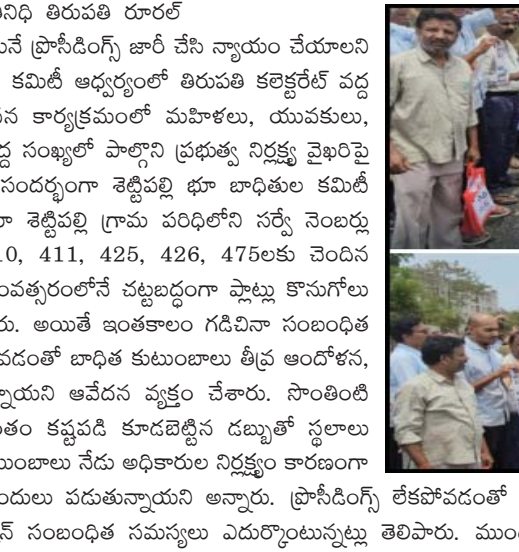 నిధి తిరుపతి రూరల్
మనే ప్రొసీడింగ్స్ జారీ చేసి న్యాయం చేయాలని
కమిటీ ఆధ్వర్యంలో తిరుపతి కలెక్టరేట్ వద్ద
న కార్యక్రమంలో మహిళలు, యువకులు,
ద్ద సంఖ్యలో పాల్గొని ప్రభుత్వ నిర్లక్ష్య వైఖరిపై
సందర్భంగా శెట్టిపల్లి భూ బాధితుల కమిటీ
శెట్టిపల్లి గ్రామ పరిధిలోని సర్వే నెంబర్లు
10, 411, 425, 426, 475లకు చెందిన
ంవత్సరంలోనే చట్టబద్ధంగా ప్లాట్లు కొనుగోలు
రు. అయితే ఇంతకాలం గడిచినా సంబంధిత
వడంతో బాధిత కుటుంబాలు తీవ్ర ఆందోళన,
న్నాయని ఆవేదన వ్యక్తం చేశారు. సొంతింటి
తం కష్టపడి కూడబెట్టిన డబ్బుతో స్థలాలు
ుంబాలు నేడు అధికారుల నిర్లక్ష్యం కారణంగా
ందులు పడుతున్నాయని అన్నారు. ప్రొసీడింగ్స్ లేకపోవడంతో
న్ సంబంధిత సమస్యలు ఎదుర్కొంటున్నట్లు తెలిపారు. ముం